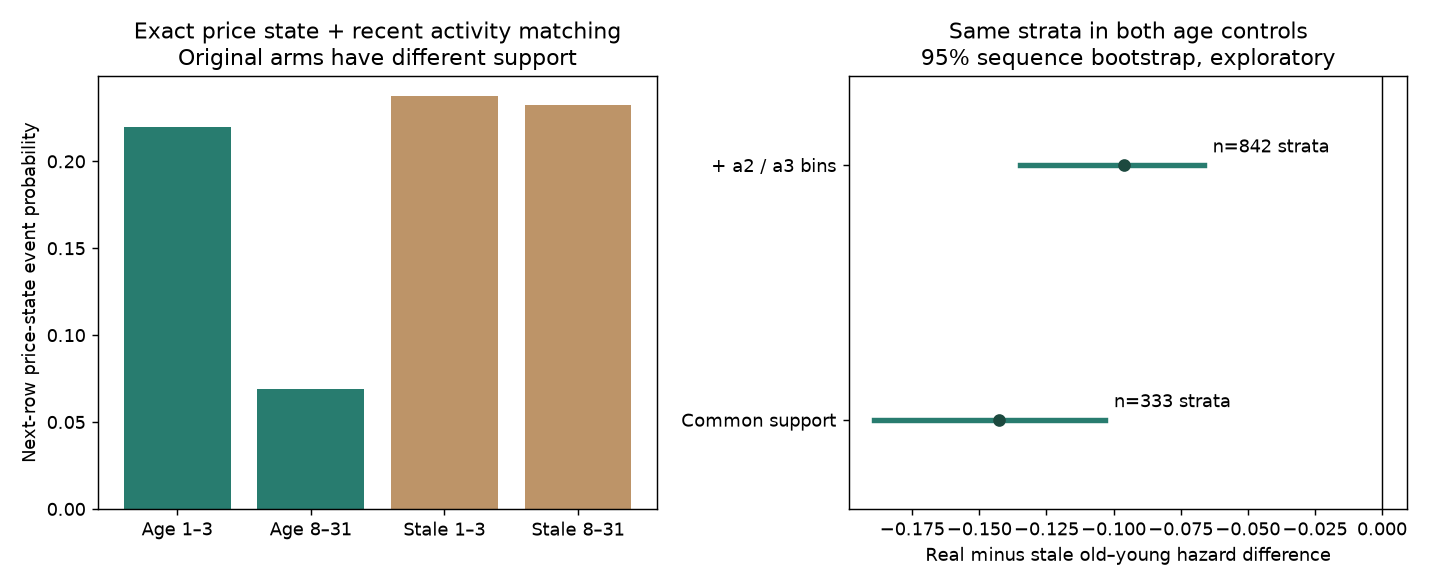 Exact price state + recent activity matching
Original arms have different support
Next-row price-state event probability
0.20
0.15
0.10
0.05
0.00
Age 1–3
Age 8–31
Stale 1–3
Stale 8–31
Same strata in both age controls
95% sequence bootstrap, exploratory
+ a2 / a3 bins
n=842 strata
Common support
n=333 strata
−0.175
−0.150
−0.125
−0.100
−0.075
−0.050
−0.025
0.000
Real minus stale old–young hazard difference